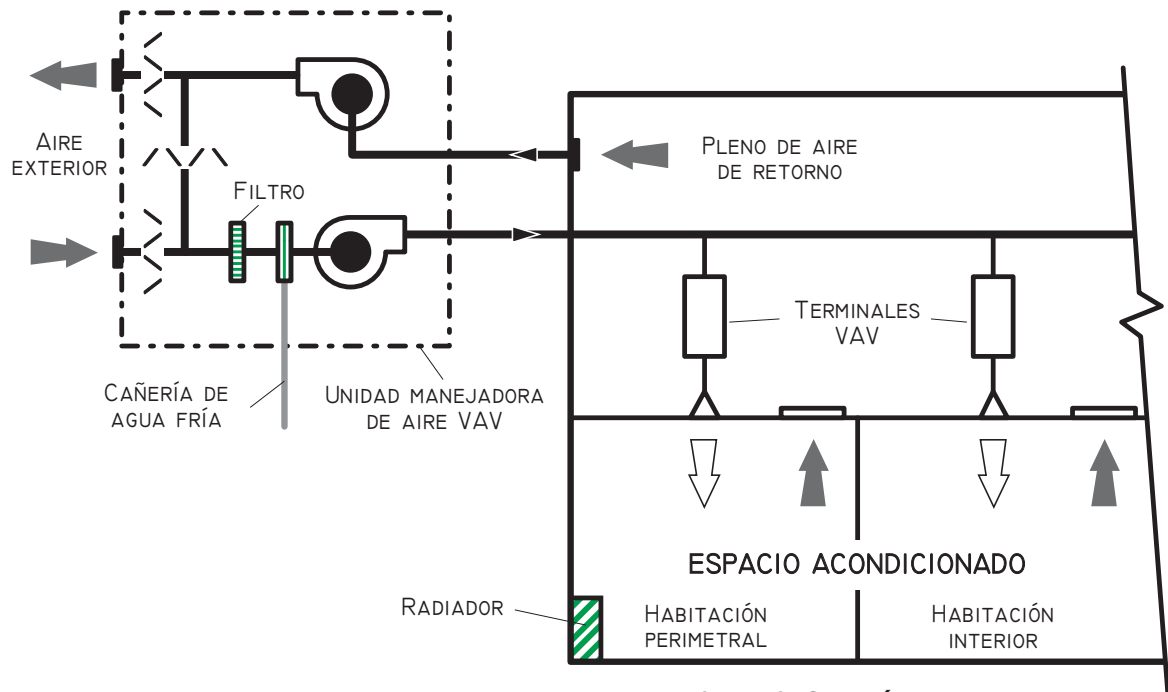 AIRE
EXTERIOR
FILTRO
PLENO DE AIRE
DE RETORNO
TERMINALES
VAV
CAÑERÍA DE
AGUA FRÍA
UNIDAD MANEJADORA
DE AIRE VAV
ESPACIO ACONDICIONADO
RADIADOR
HABITACIÓN
PERIMETRAL
HABITACIÓN
INTERIOR